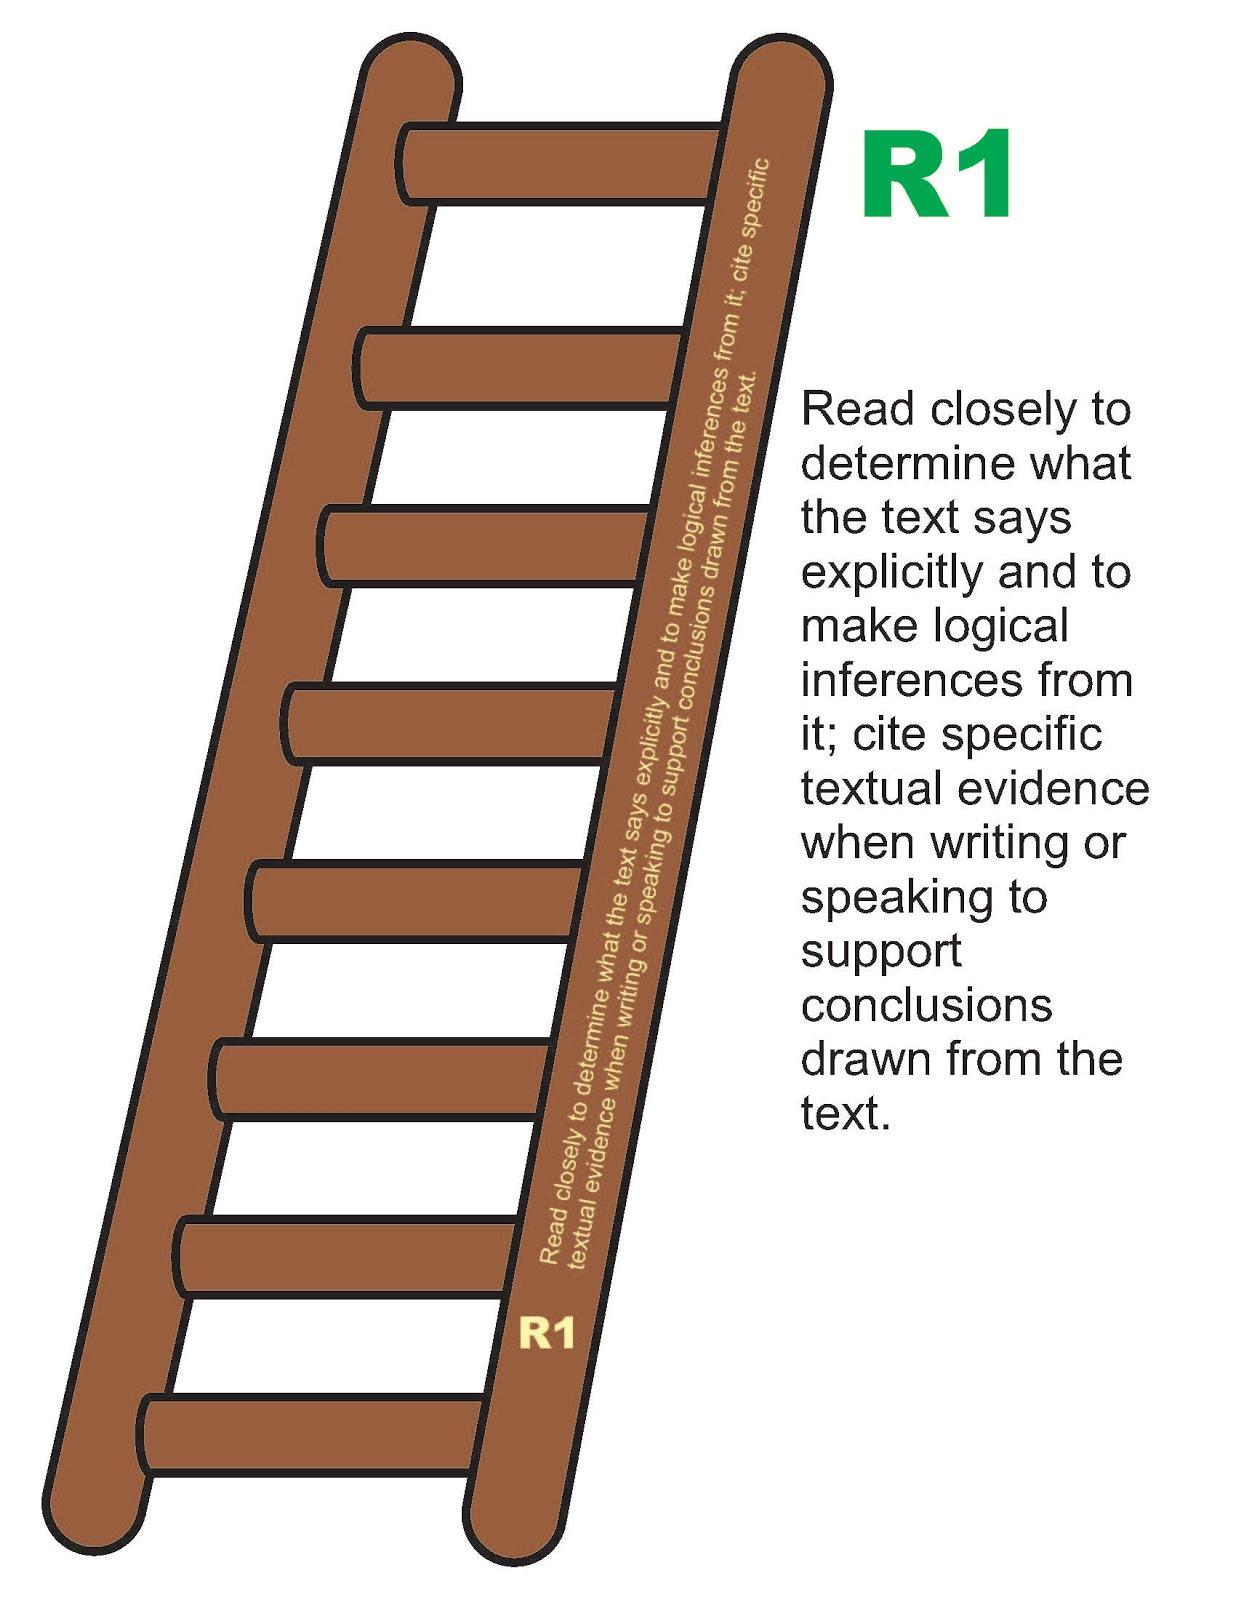 R1
Read closely to
determine what
the text says
explicitly and to
make logical
inferences from
it; cite specific
textual evidence
when writing or
speaking to
support
conclusions
drawn from the
text.
Read closely to determine what the text says explicitly and to make logical inferences from it; cite specific
textual evidence when writing or speaking to support conclusions drawn from the text.
R1